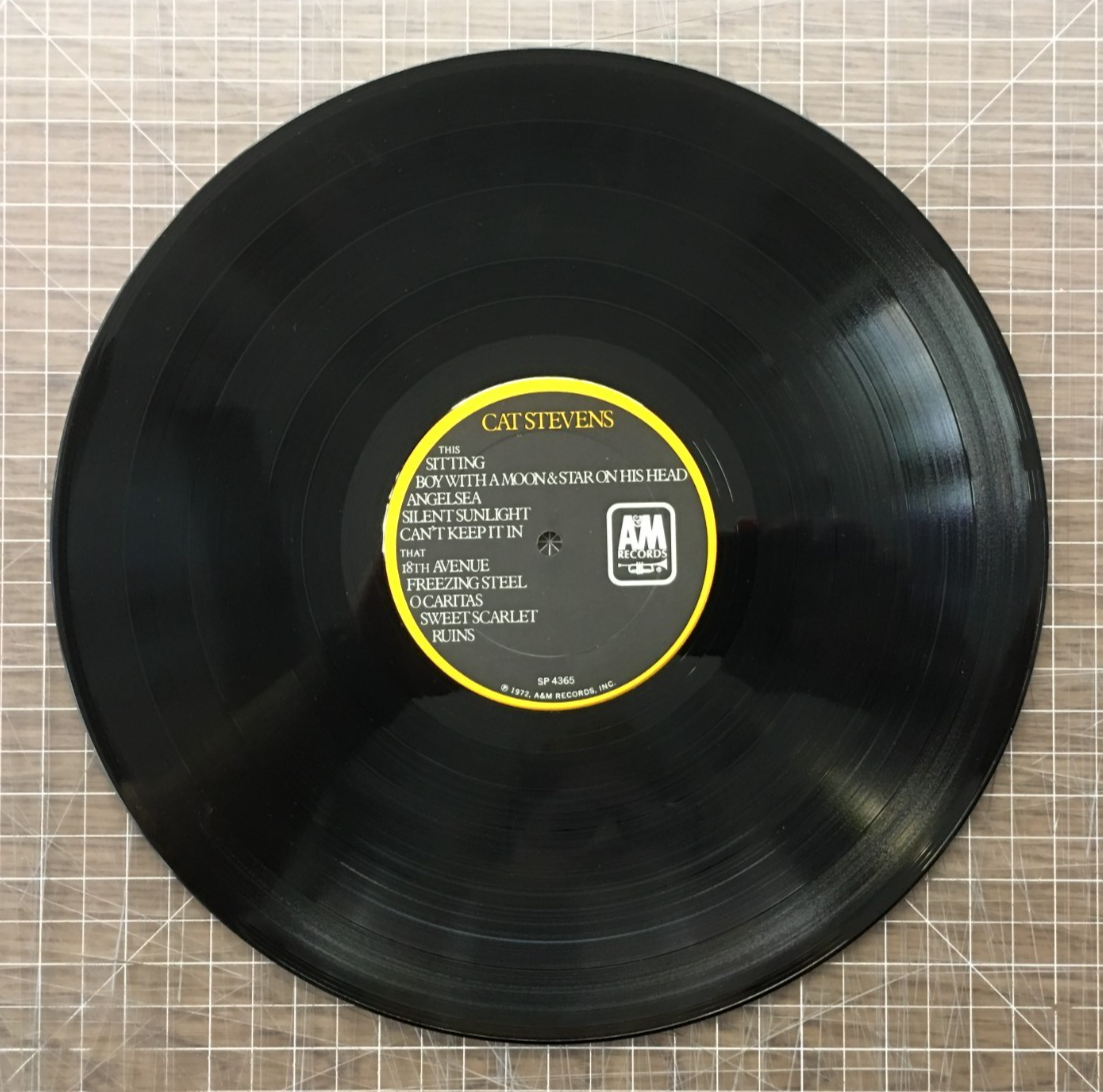 CAT STEVENS
THIS
SITTING
BOY WITH A MOON & STAR ON HIS HEAD
ANGELSEA
SILENT SUNLIGHT
CAN'T KEEP IT IN
THAT
18TH AVENUE
FREEZING STEEL
O CARITAS
SWEET SCARLET
RUINS
A&M
RECORDS
SP 4365
℗ 1972, A&M RECORDS, INC.